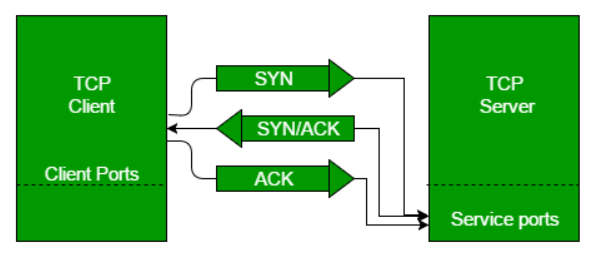 TCP
Client
Client Ports
SYN
SYN/ACK
ACK
TCP
Server
Service ports